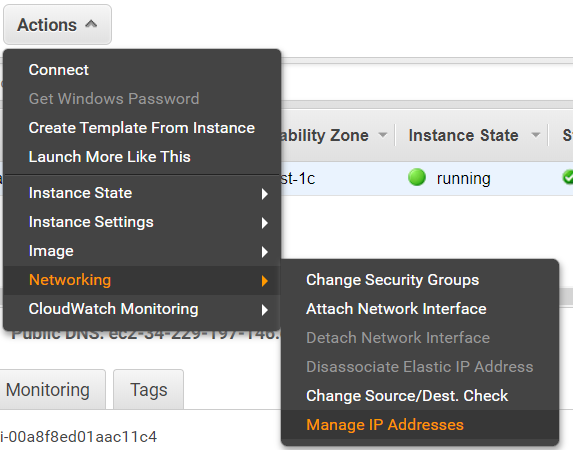 Actions
Connect
Get Windows Password
Create Template From Instance
Launch More Like This
ability Zone Instance State
st-1c running
Instance State
Instance Settings
Image
Networking
CloudWatch Monitoring
Change Security Groups
Attach Network Interface
Detach Network Interface
Disassociate Elastic IP Address
Change Source/Dest. Check
Manage IP Addresses
Public DNS: ec2-34-229-197-146.
Monitoring Tags
i-00a8f8ed01aac11c4